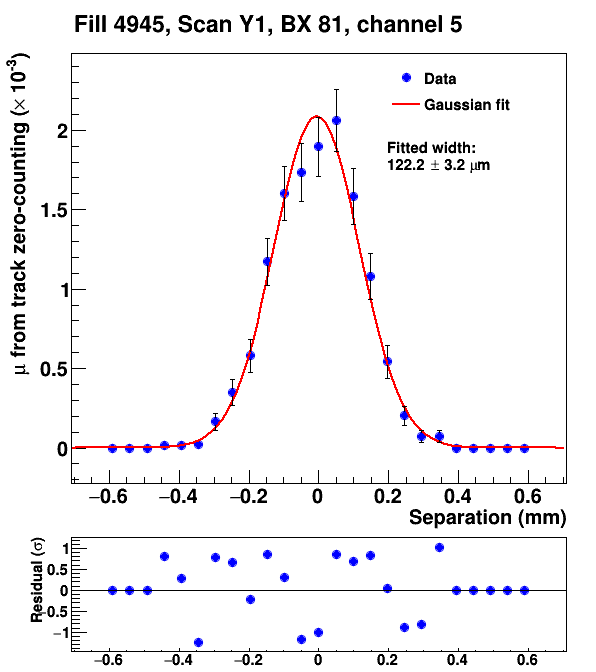 Fill 4945, Scan Y1, BX 81, channel 5
μ from track zero-counting (× 10⁻³)
2
1.5
1
0.5
0
Data
Gaussian fit
Fitted width:
122.2 ± 3.2 μm
−0.6 −0.4 −0.2 0 0.2 0.4 0.6
Separation (mm)
Residual (σ)
1
0.5
0
−0.5
−1
−0.6 −0.4 −0.2 0 0.2 0.4 0.6